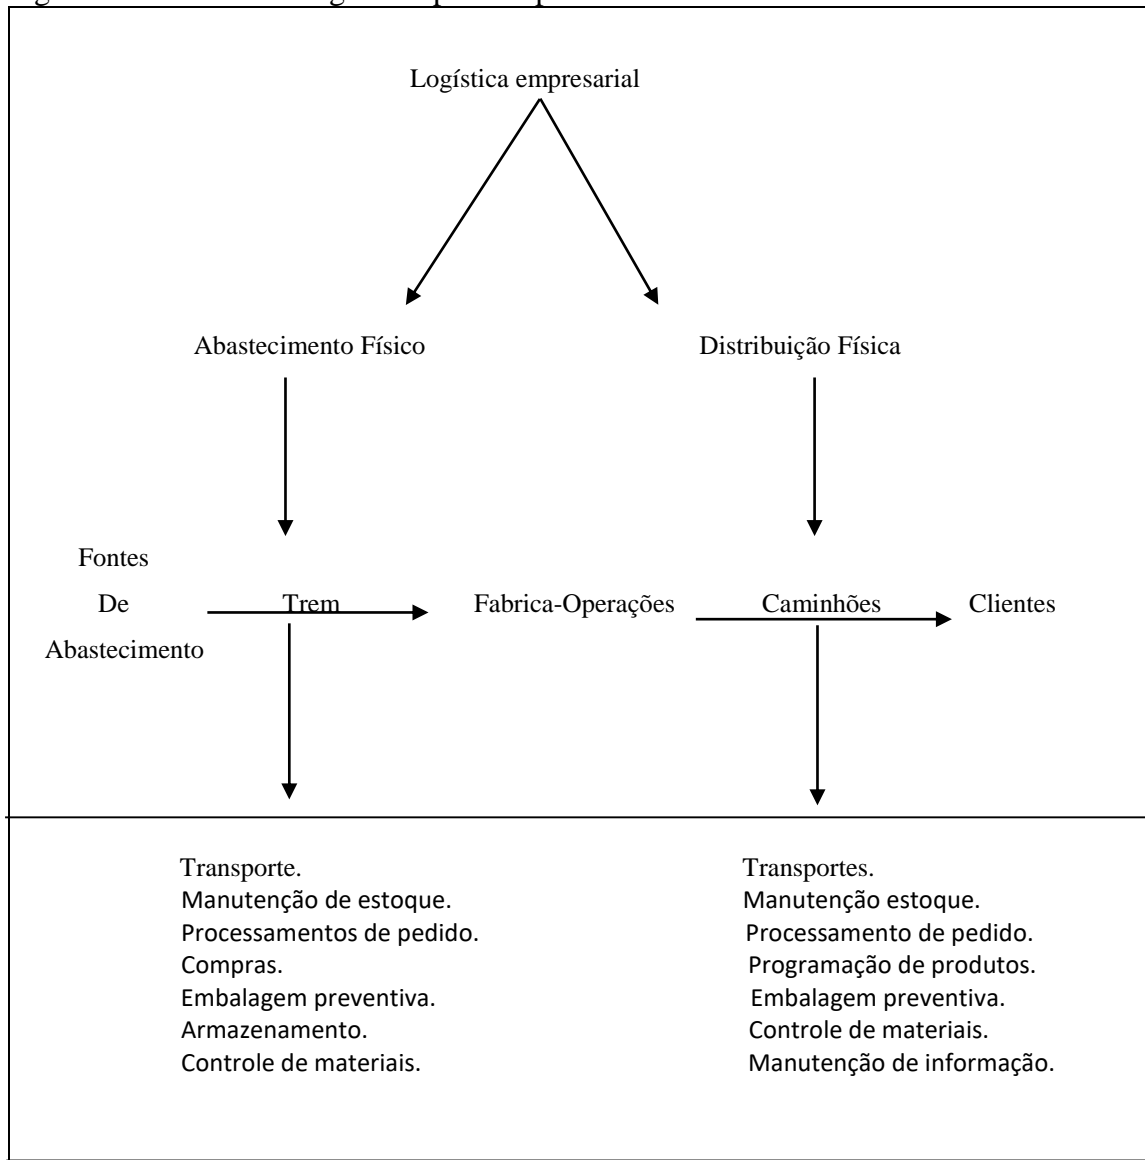 Logística empresarial
Abastecimento Físico Distribuição Física
Fontes
De Trem Fabrica-Operações Caminhões Clientes
Abastecimento
Transporte.
Manutenção de estoque.
Processamentos de pedido.
Compras.
Embalagem preventiva.
Armazenamento.
Controle de materiais.
Transportes.
Manutenção estoque.
Processamento de pedido.
Programação de produtos.
Embalagem preventiva.
Controle de materiais.
Manutenção de informação.